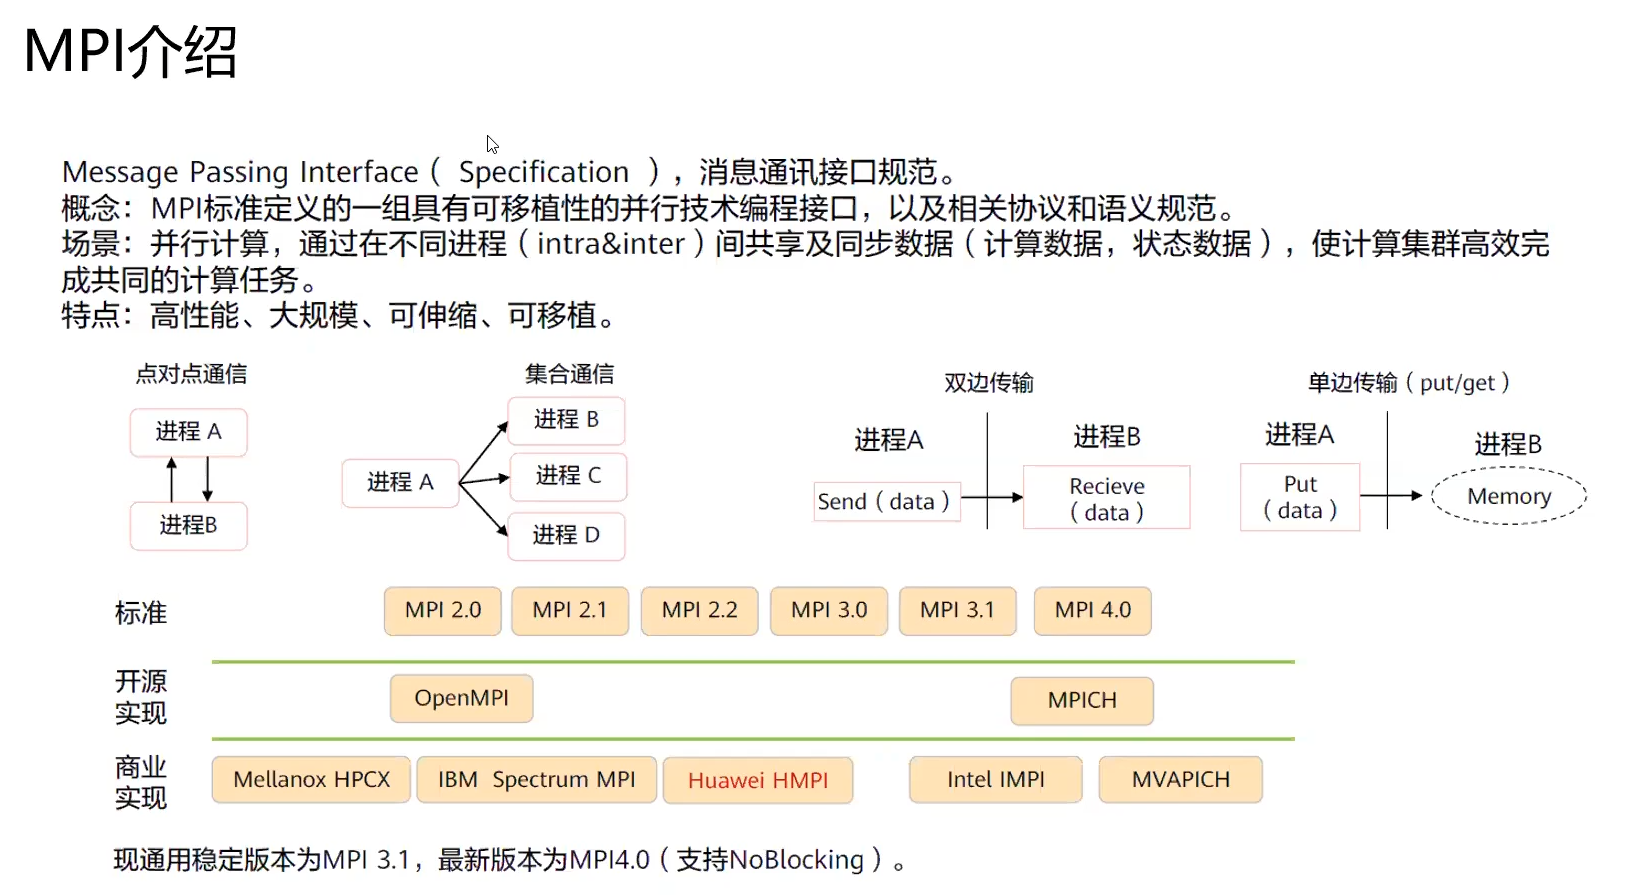 MPI介绍
Message Passing Interface（ Specification ），消息通讯接口规范。
概念：MPI标准定义的一组具有可移植性的并行技术编程接口，以及相关协议和语义规范。
场景：并行计算，通过在不同进程（intra&inter）间共享及同步数据（计算数据，状态数据），使计算集群高效完
成共同的计算任务。
特点：高性能、大规模、可伸缩、可移植。
点对点通信
进程 A
进程B
集合通信
进程 A
进程 B
进程 C
进程 D
双边传输
进程A
Send（data）
进程B
Recieve
（data）
单边传输（put/get）
进程A
Put
（data）
进程B
Memory
标准
MPI 2.0
MPI 2.1
MPI 2.2
MPI 3.0
MPI 3.1
MPI 4.0
开源
实现
OpenMPI
MPICH
商业
实现
Mellanox HPCX
IBM Spectrum MPI
Huawei HMPI
Intel IMPI
MVAPICH
现通用稳定版本为MPI 3.1，最新版本为MPI4.0（支持NoBlocking）。